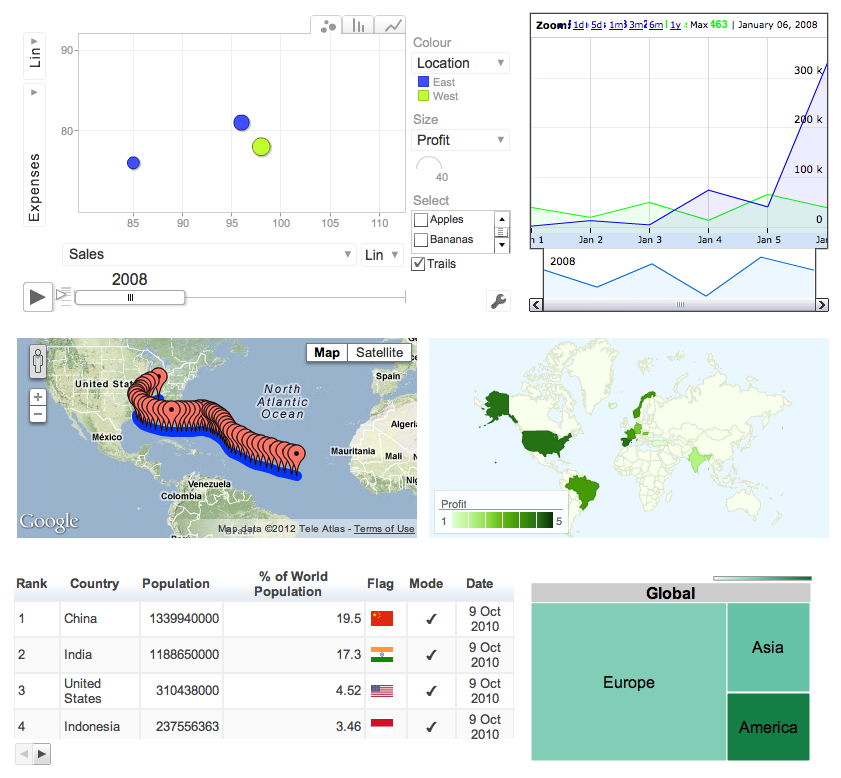 90
80
Lin
Expenses
85 90 95 100 105 110
Sales
Lin
2008
Colour
Location
East
West
Size
Profit
40
Select
Apples
Bananas
Trails
Zoom: 1d 5d 1m 3m 6m 1y Max 463 | January 06, 2008
300 k
200 k
100 k
0
n 1 Jan 2 Jan 3 Jan 4 Jan 5 Jan
2008
Map Satellite
United Stat
North
Atlantic
Ocean
México
Venezuela
Colombia
Spain
Algeria
Mauritania
Mali
Google
Map data ©2012 Tele Atlas - Terms of Use
Profit
1 5
Rank Country Population % of World Population Flag Mode Date
1 China 1339940000 19.5 ✔ 9 Oct 2010
2 India 1188650000 17.3 ✔ 9 Oct 2010
3 United States 310438000 4.52 ✔ 9 Oct 2010
4 Indonesia 237556363 3.46 ✔ 9 Oct 2010
Global
Europe
Asia
America